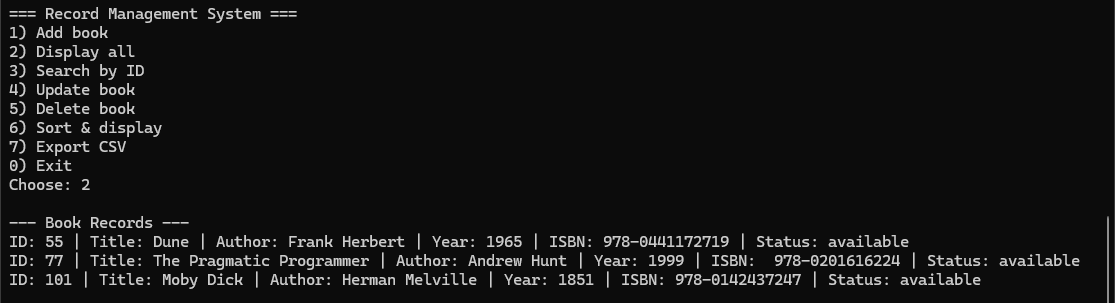 === Record Management System ===
1) Add book
2) Display all
3) Search by ID
4) Update book
5) Delete book
6) Sort & display
7) Export CSV
0) Exit
Choose: 2
--- Book Records ---
ID: 55 | Title: Dune | Author: Frank Herbert | Year: 1965 | ISBN: 978-0441172719 | Status: available
ID: 77 | Title: The Pragmatic Programmer | Author: Andrew Hunt | Year: 1999 | ISBN:  978-0201616224 | Status: available
ID: 101 | Title: Moby Dick | Author: Herman Melville | Year: 1851 | ISBN: 978-0142437247 | Status: available